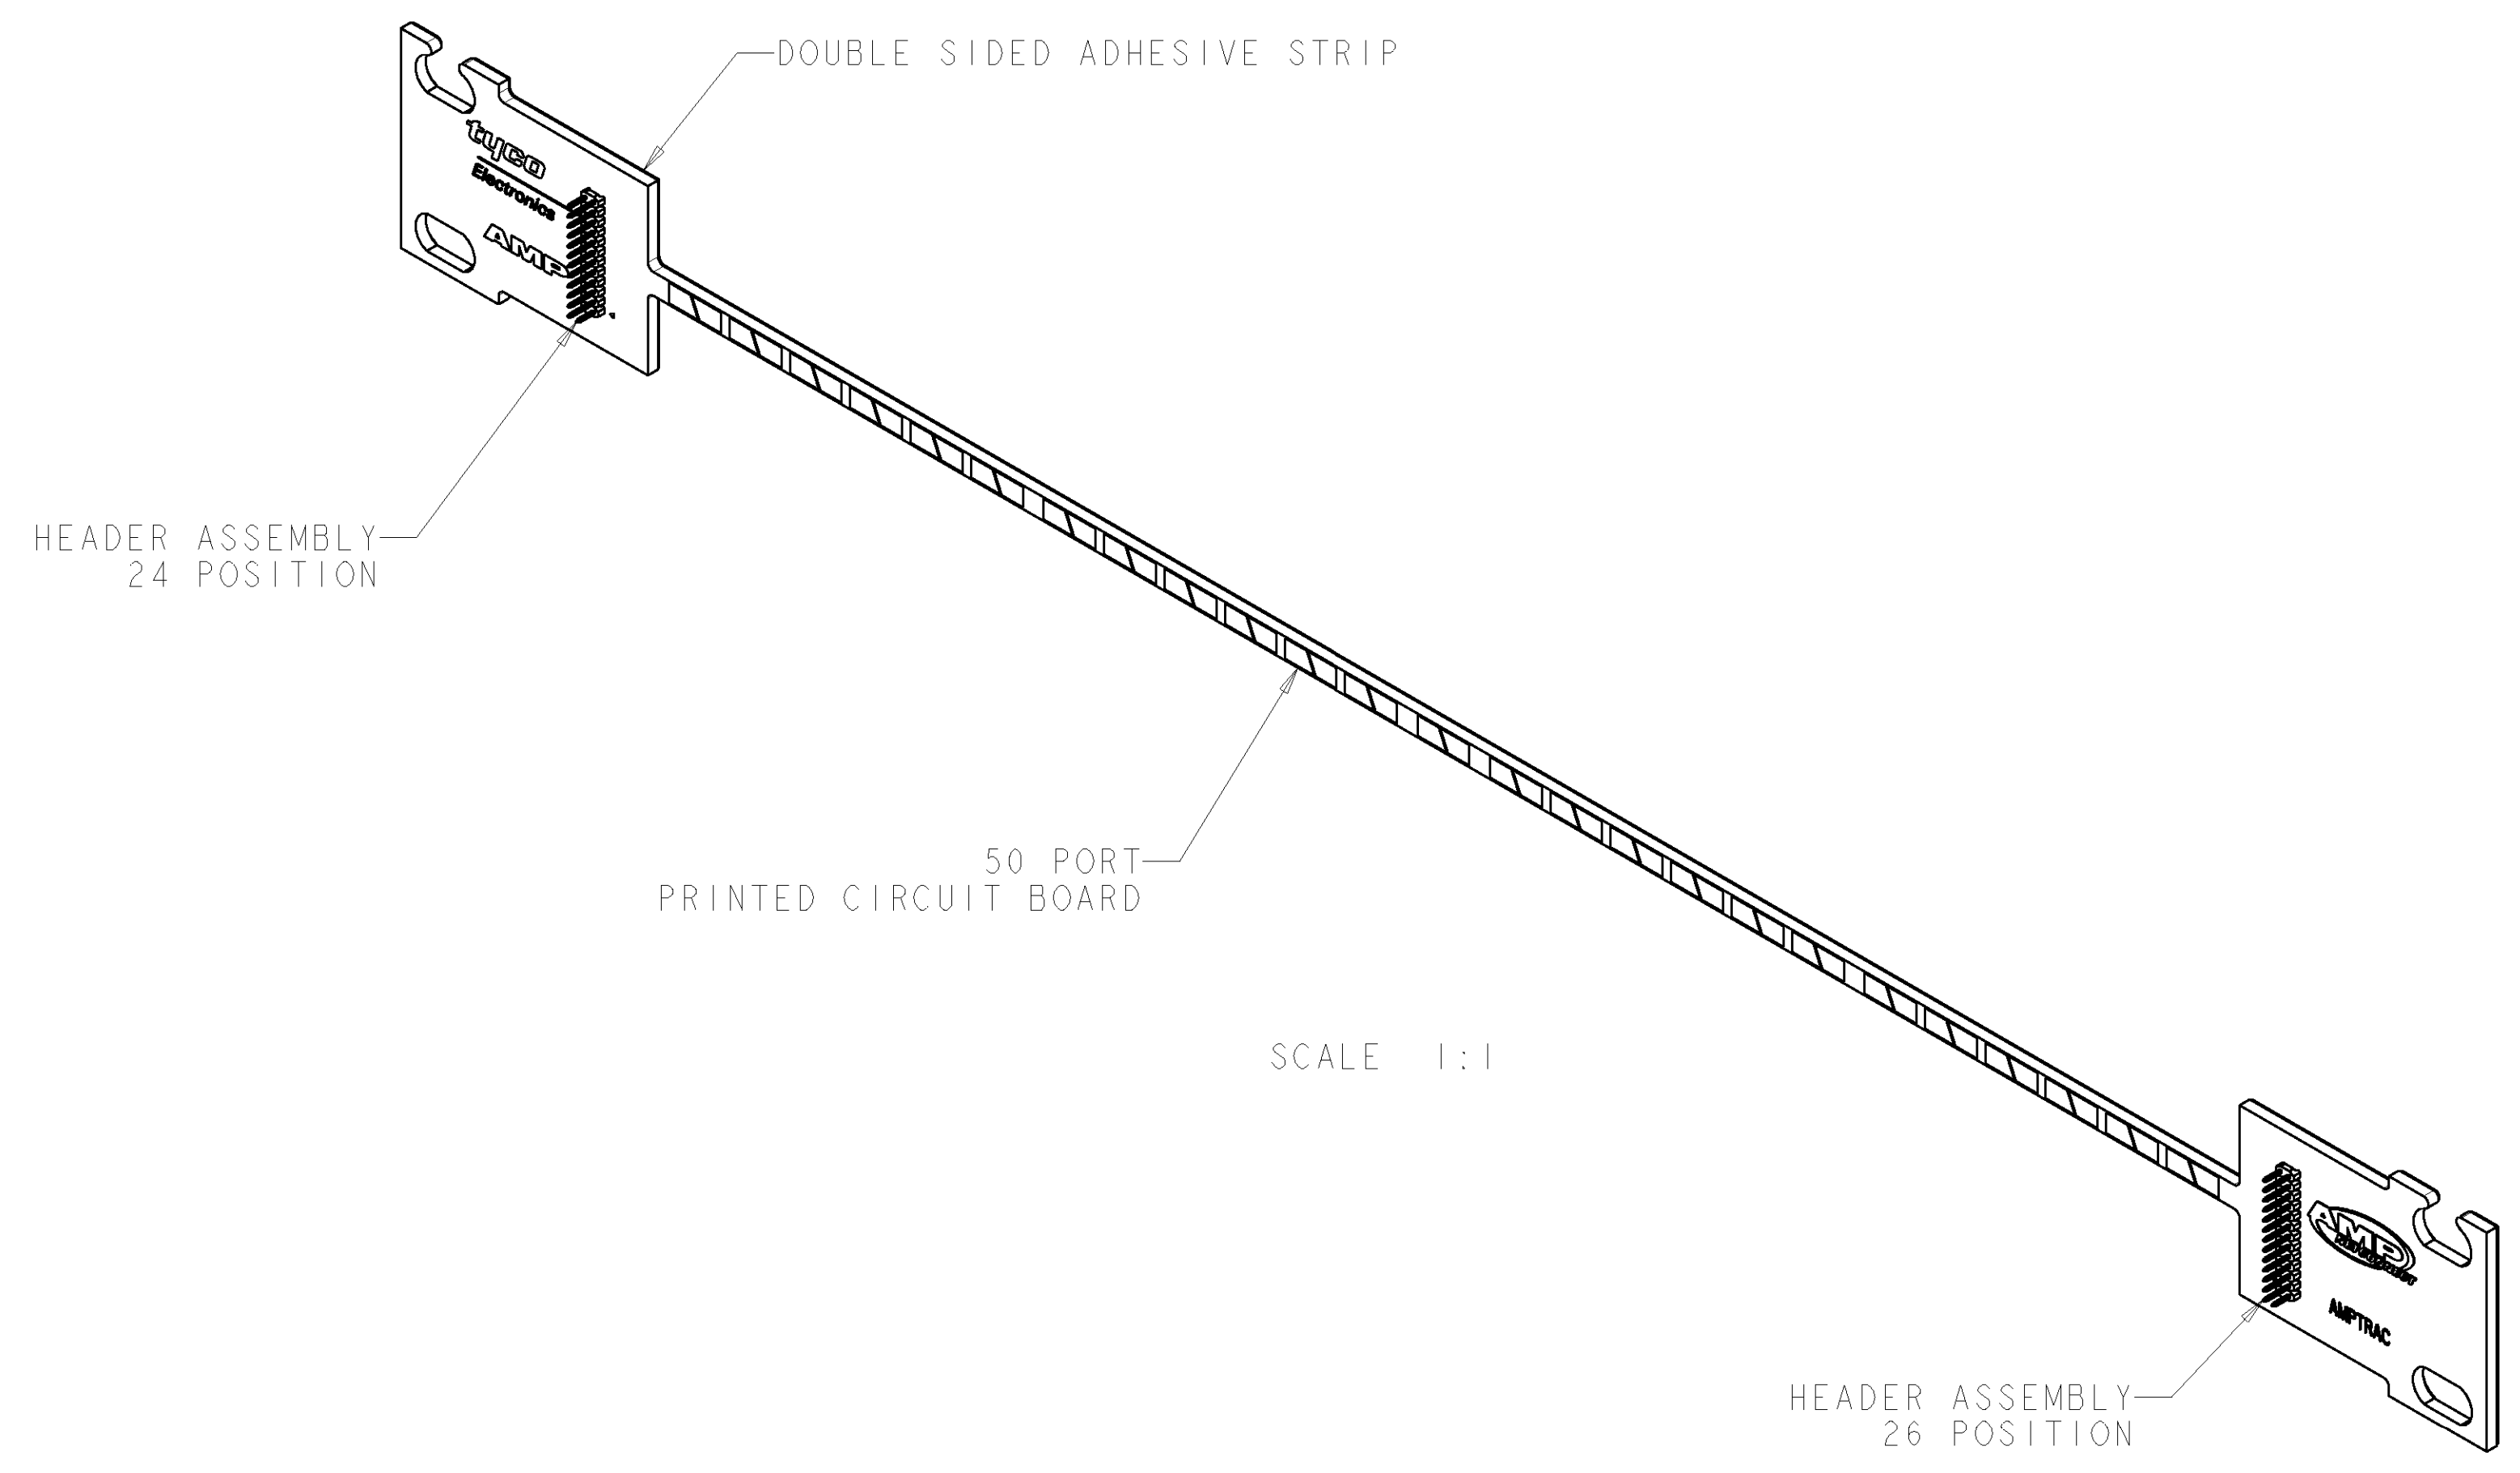 DOUBLE SIDED ADHESIVE STRIP
tyco
Electronics
AMP
HEADER ASSEMBLY
24 POSITION
50 PORT
PRINTED CIRCUIT BOARD
SCALE 1:1
AMP
AMPTRAC
HEADER ASSEMBLY
26 POSITION